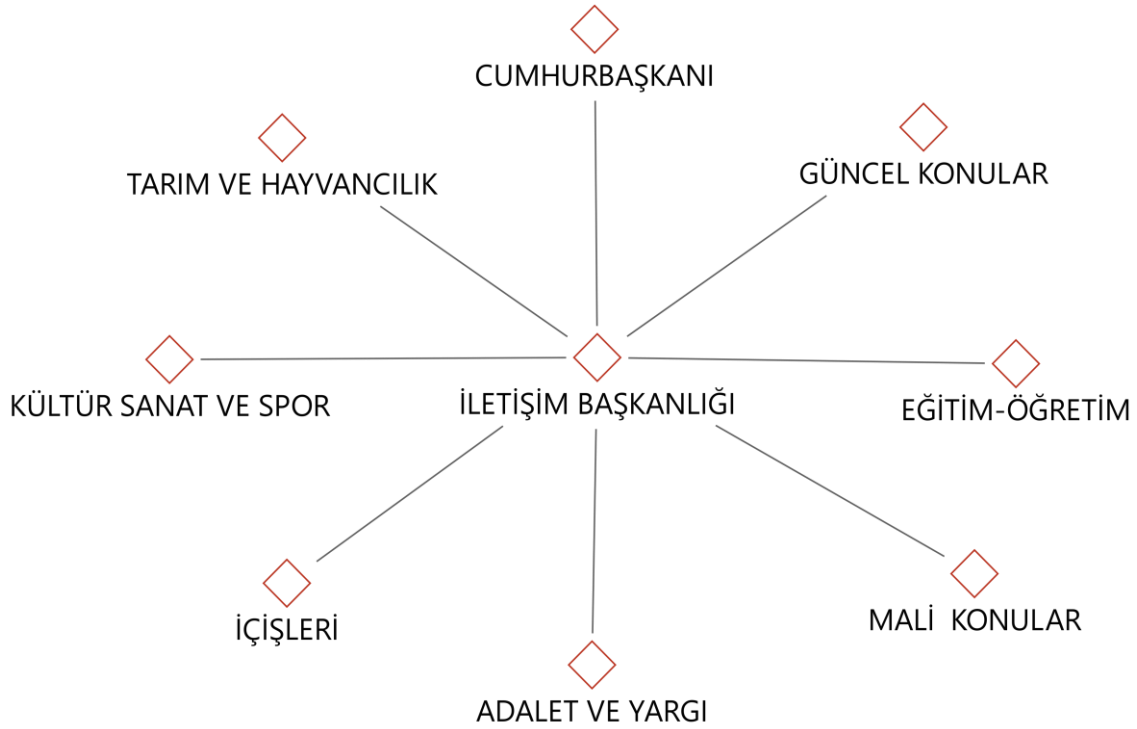 CUMHURBAŞKANI
GÜNCEL KONULAR
TARIM VE HAYVANCILIK
KÜLTÜR SANAT VE SPOR
İLETİŞİM BAŞKANLIĞI
EĞİTİM-ÖĞRETİM
İÇİŞLERİ
MALİ KONULAR
ADALET VE YARGI